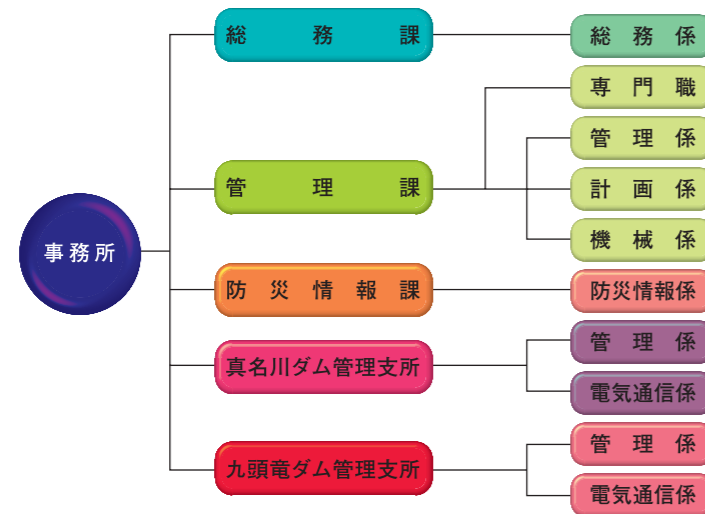 事務所
総務課
総務係
専門職
管理課
管理係
計画係
機械係
防災情報課
防災情報係
真名川ダム管理支所
管理係
電気通信係
九頭竜ダム管理支所
管理係
電気通信係